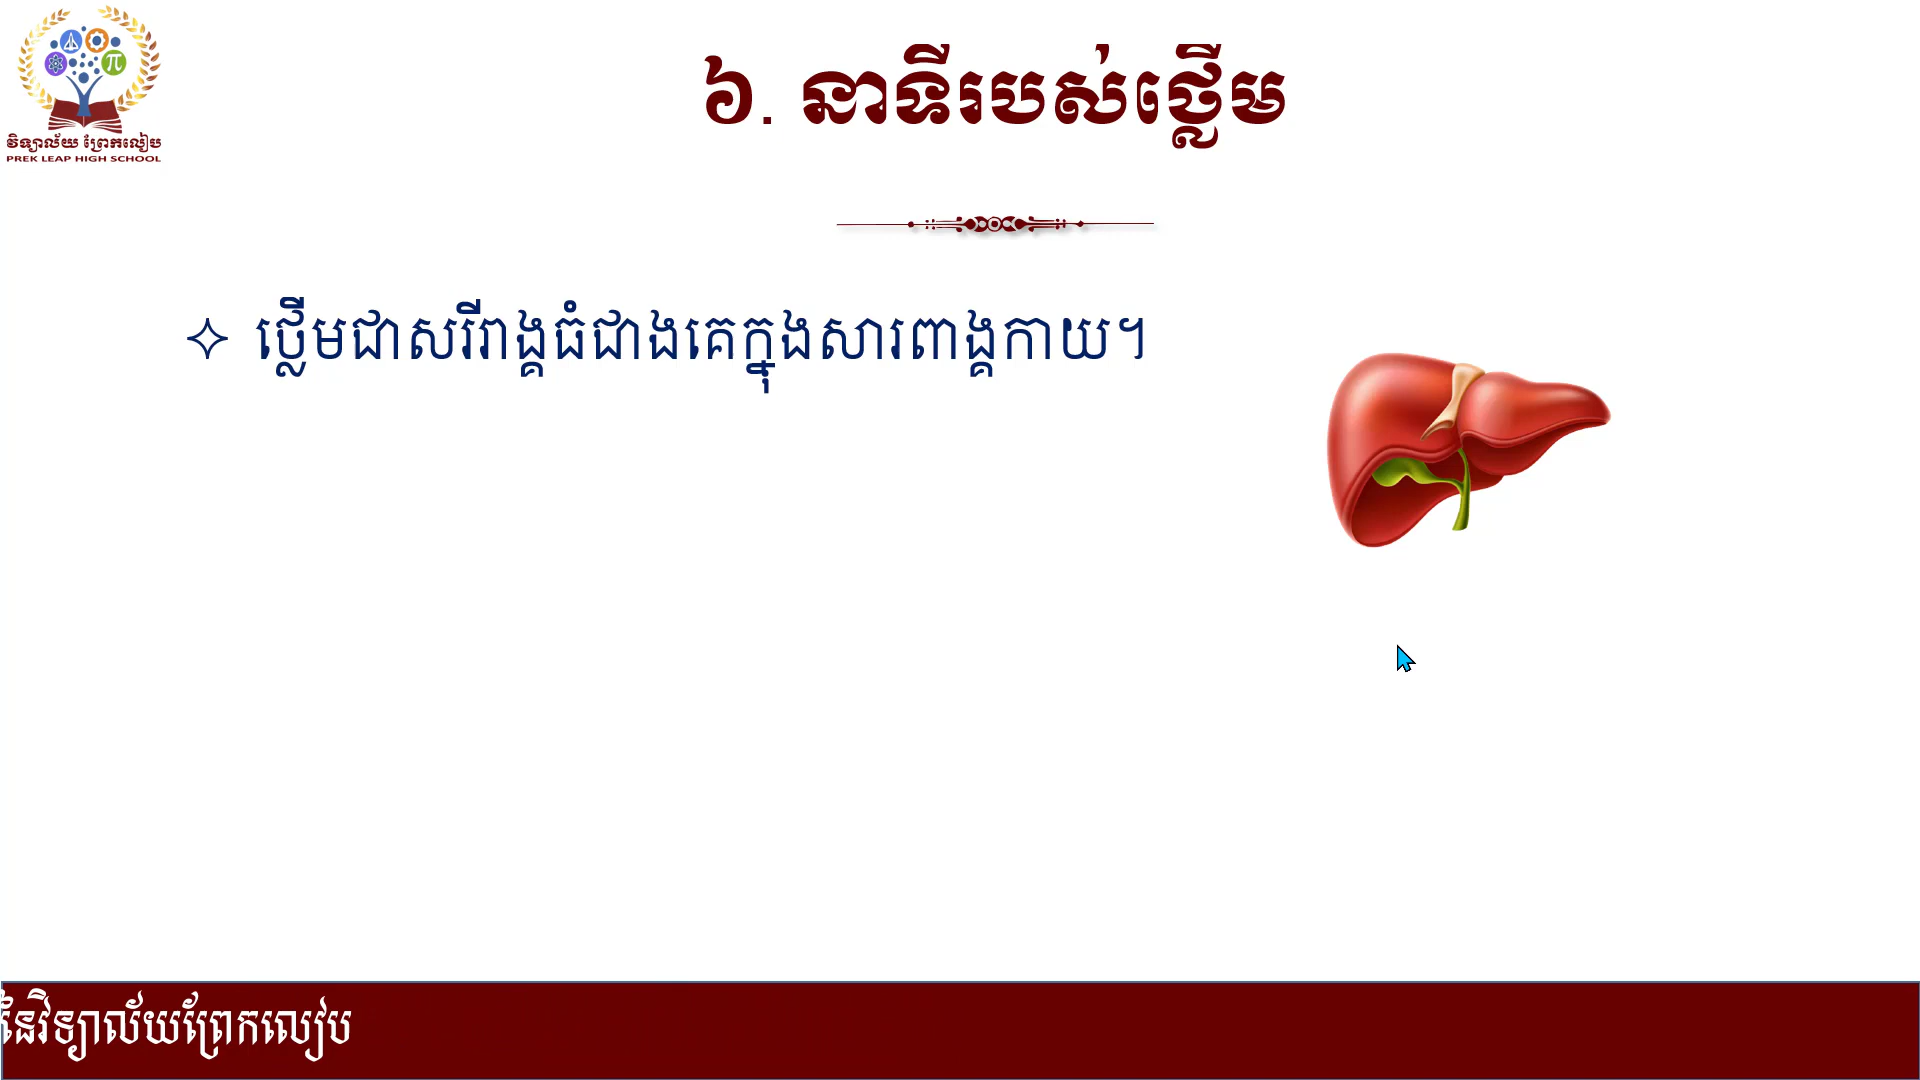 វិទ្យាល័យ ព្រែកលៀប
PREK LEAP HIGH SCHOOL
៦. នាទីរបស់ថ្លើម
✧ ថ្លើមជាសរីរាង្គធំជាងគេក្នុងសារពាង្គកាយ។
នៃវិទ្យាល័យព្រែកលៀប